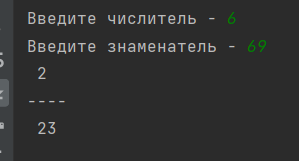 Введите числитель - 6
Введите знаменатель - 69
2
----
23